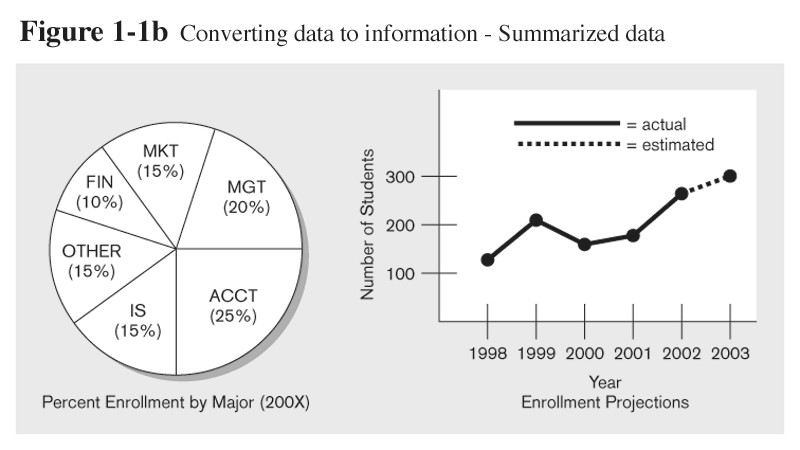 Figure 1-1b Converting data to information - Summarized data
MKT
(15%)
MGT
(20%)
FIN
(10%)
OTHER
(15%)
IS
(15%)
ACCT
(25%)
Percent Enrollment by Major (200X)
= actual
= estimated
Number of Students
300
200
100
1998 1999 2000 2001 2002 2003
Year
Enrollment Projections